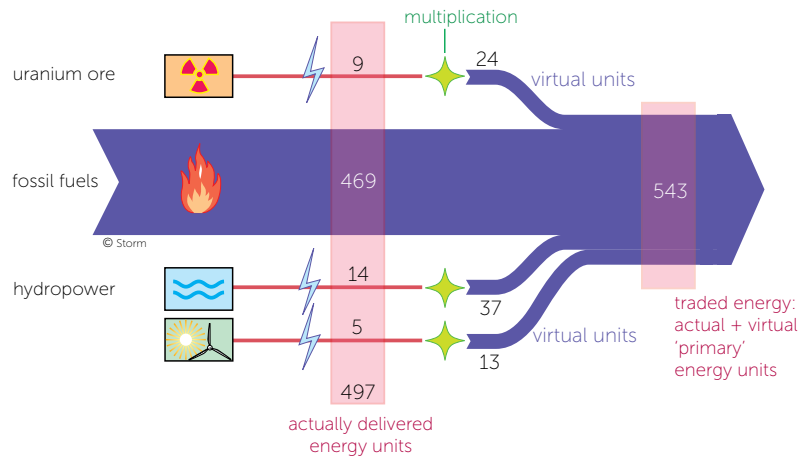 multiplication
uranium ore
9
24
virtual units
fossil fuels
469
543
© Storm
hydropower
14
37
5
virtual units
13
497
actually delivered
energy units
traded energy:
actual + virtual
'primary'
energy units